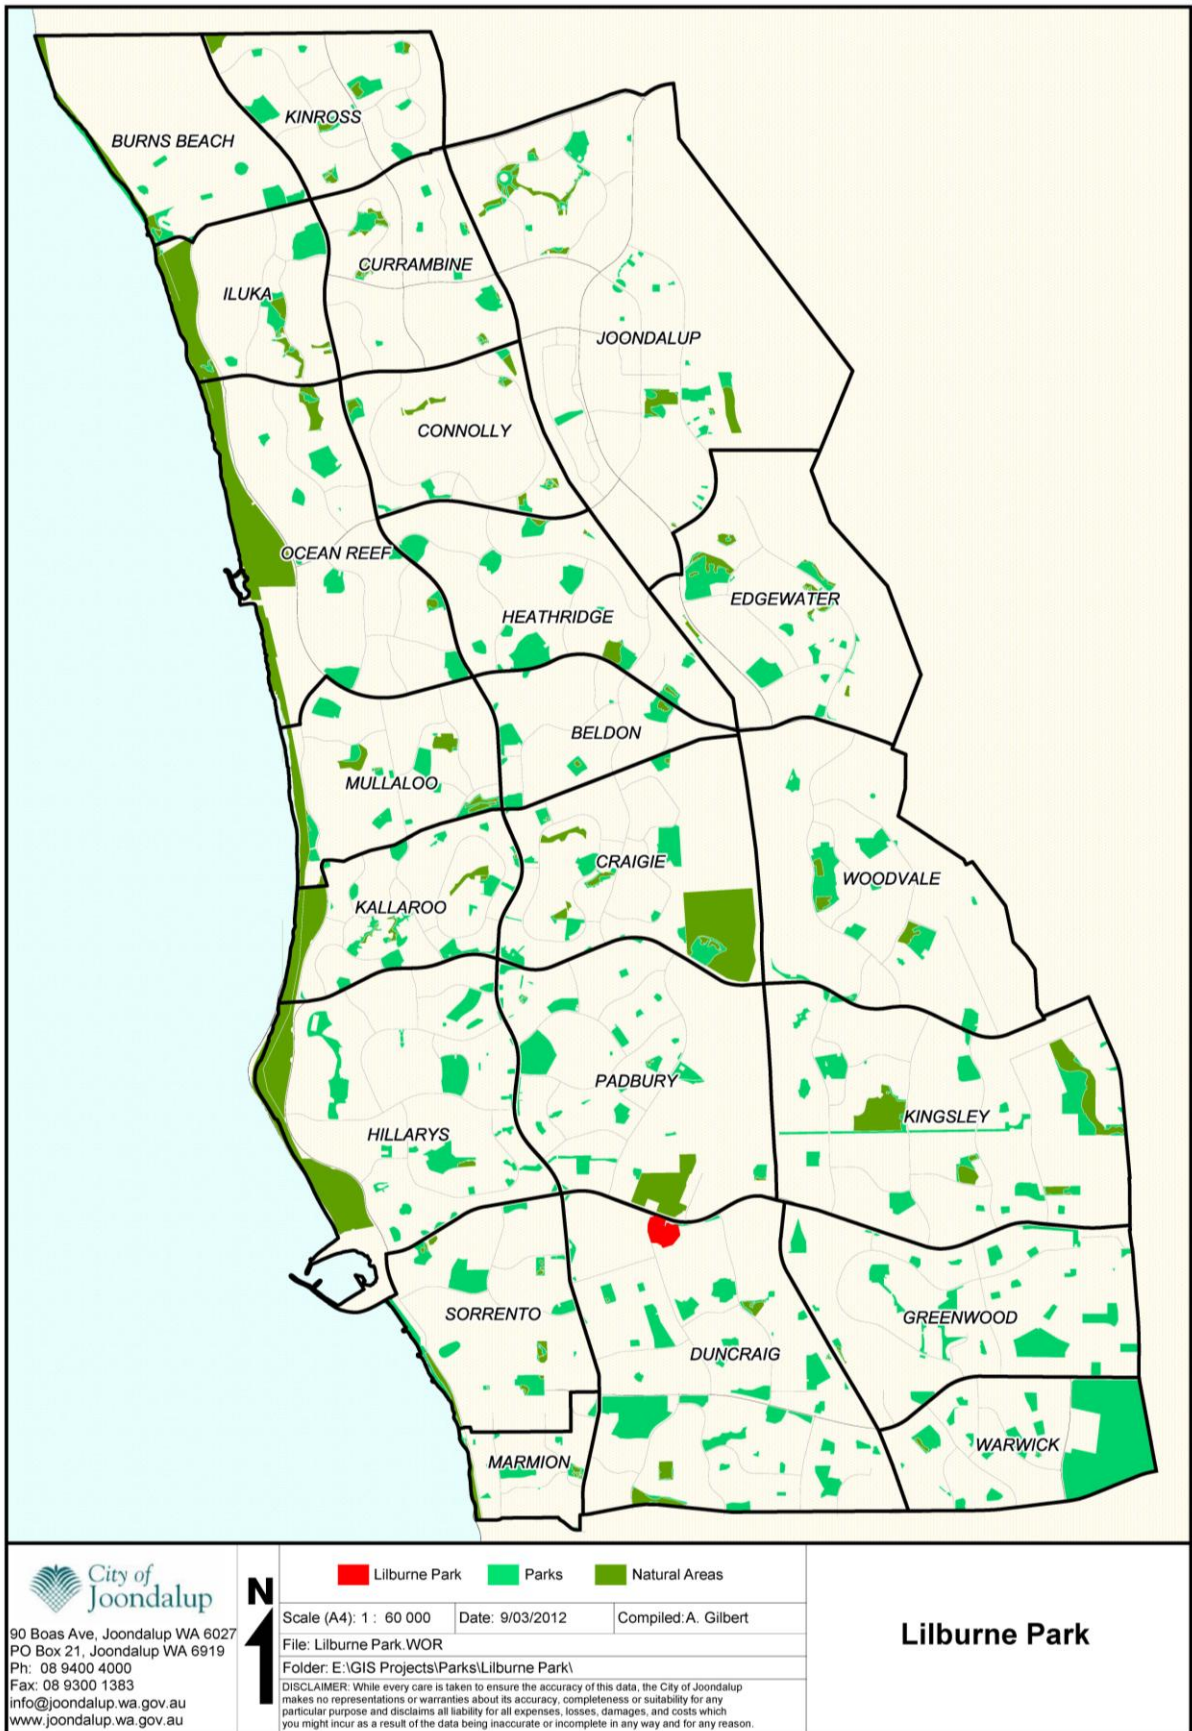 KINROSS
BURNS BEACH
CURRAMBINE
ILUKA
JOONDALUP
CONNOLLY
OCEAN REEF
EDGEWATER
HEATHRIDGE
BELDON
MULLALOO
CRAIGIE
WOODVALE
KALLAROO
PADBURY
KINGSLEY
HILLARYS
SORRENTO
GREENWOOD
DUNCRAIG
WARWICK
MARMION
City of
Joondalup
90 Boas Ave, Joondalup WA 6027
PO Box 21, Joondalup WA 6919
Ph: 08 9400 4000
Fax: 08 9300 1383
info@joondalup.wa.gov.au
www.joondalup.wa.gov.au
N
Lilburne Park Parks Natural Areas
Scale (A4): 1 : 60 000 Date: 9/03/2012 Compiled: A. Gilbert
File: Lilburne Park.WOR
Folder: E:\GIS Projects\Parks\Lilburne Park\
DISCLAIMER: While every care is taken to ensure the accuracy of this data, the City of Joondalup
makes no representations or warranties about its accuracy, completeness or suitability for any
particular purpose and disclaims all liability for all expenses, losses, damages, and costs which
you might incur as a result of the data being inaccurate or incomplete in any way and for any reason.
Lilburne Park